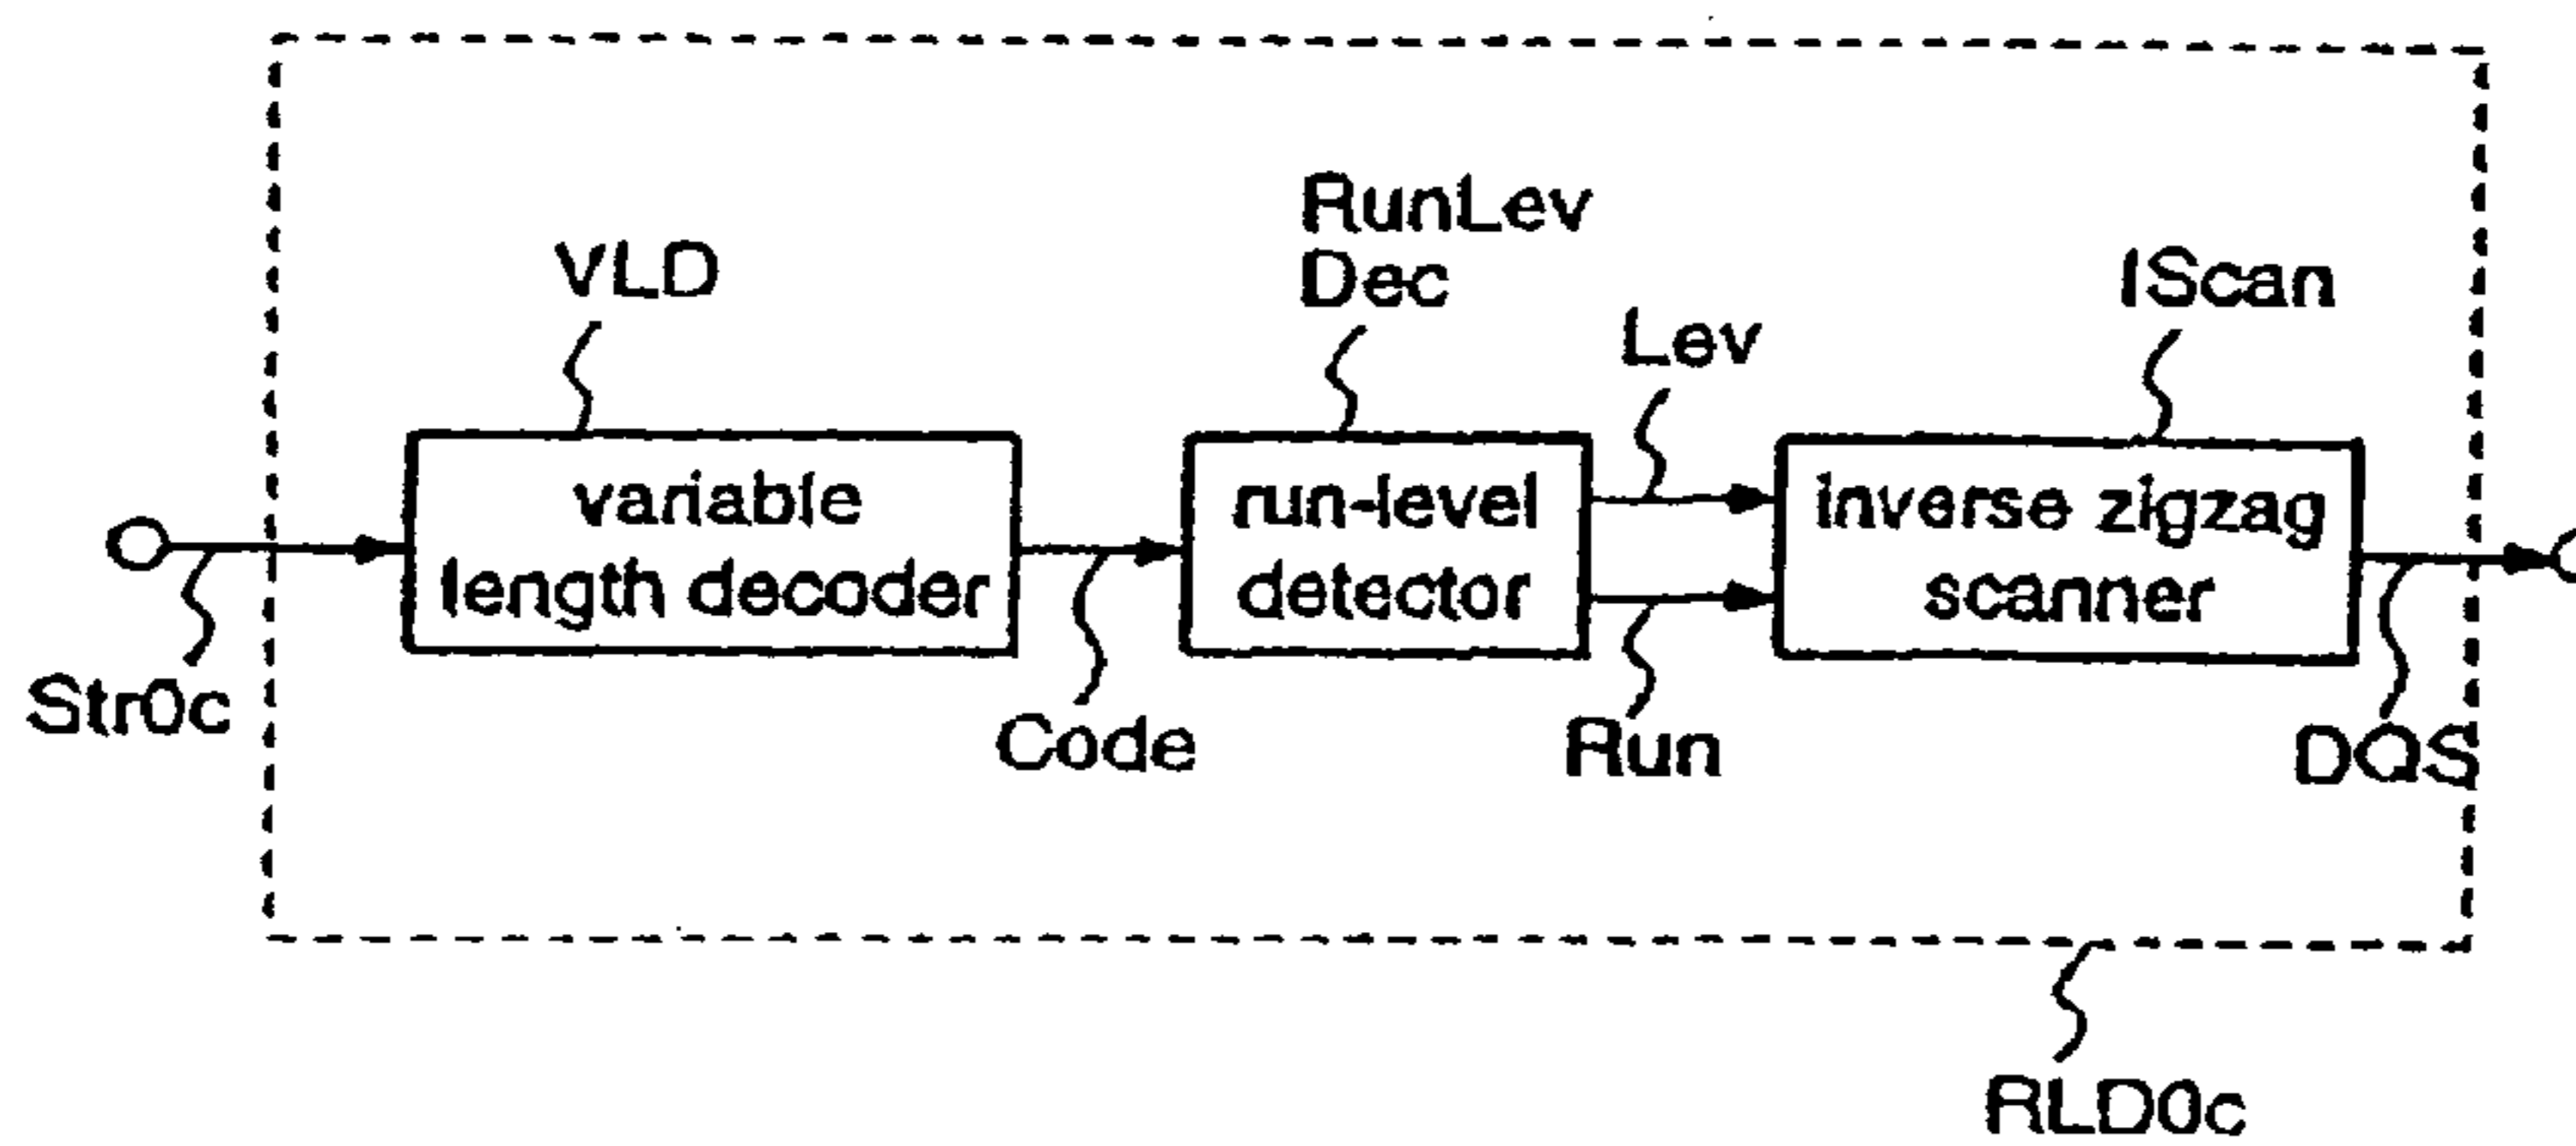 RunLev
Dec
VLD
IScan
Lev
variable
length decoder
run-level
detector
inverse zigzag
scanner
Str0c
Code
Run
DQS
RLD0c